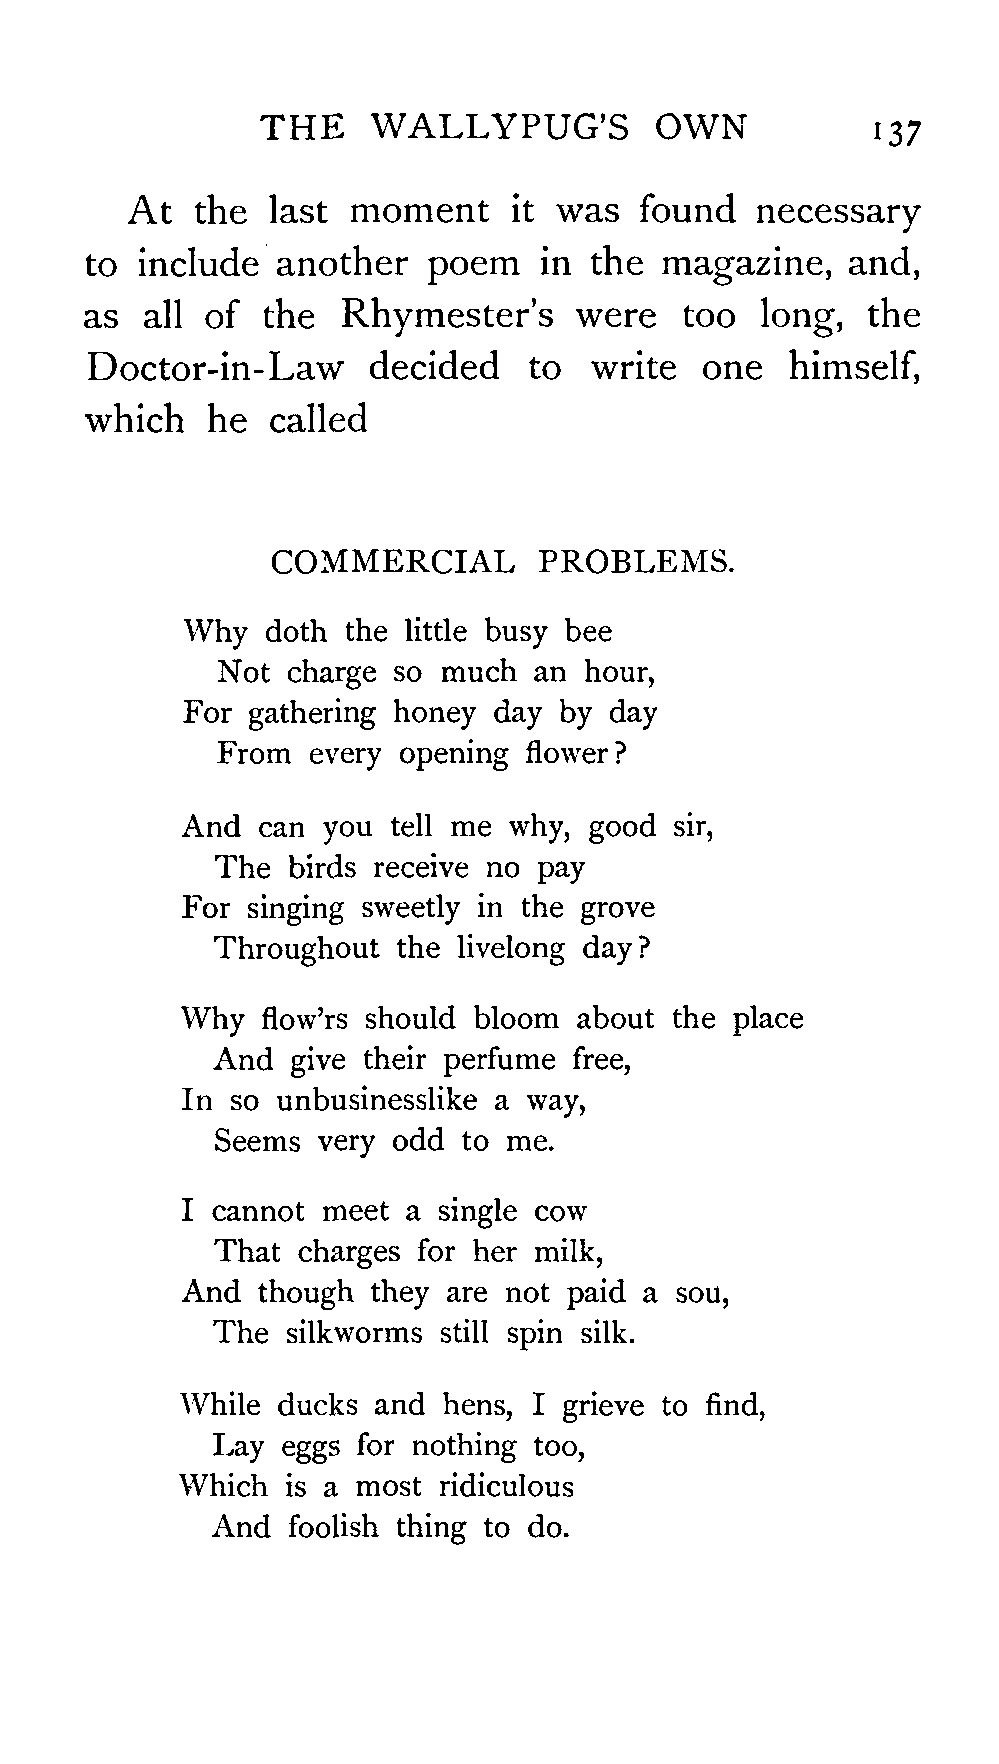 THE WALLYPUG'S OWN 137
At the last moment it was found necessary
to include another poem in the magazine, and,
as all of the Rhymester's were too long, the
Doctor-in-Law decided to write one himself,
which he called
COMMERCIAL PROBLEMS.
Why doth the little busy bee
Not charge so much an hour,
For gathering honey day by day
From every opening flower?
And can you tell me why, good sir,
The birds receive no pay
For singing sweetly in the grove
Throughout the livelong day?
Why flow'rs should bloom about the place
And give their perfume free,
In so unbusinesslike a way,
Seems very odd to me.
I cannot meet a single cow
That charges for her milk,
And though they are not paid a sou,
The silkworms still spin silk.
While ducks and hens, I grieve to find,
Lay eggs for nothing too,
Which is a most ridiculous
And foolish thing to do.